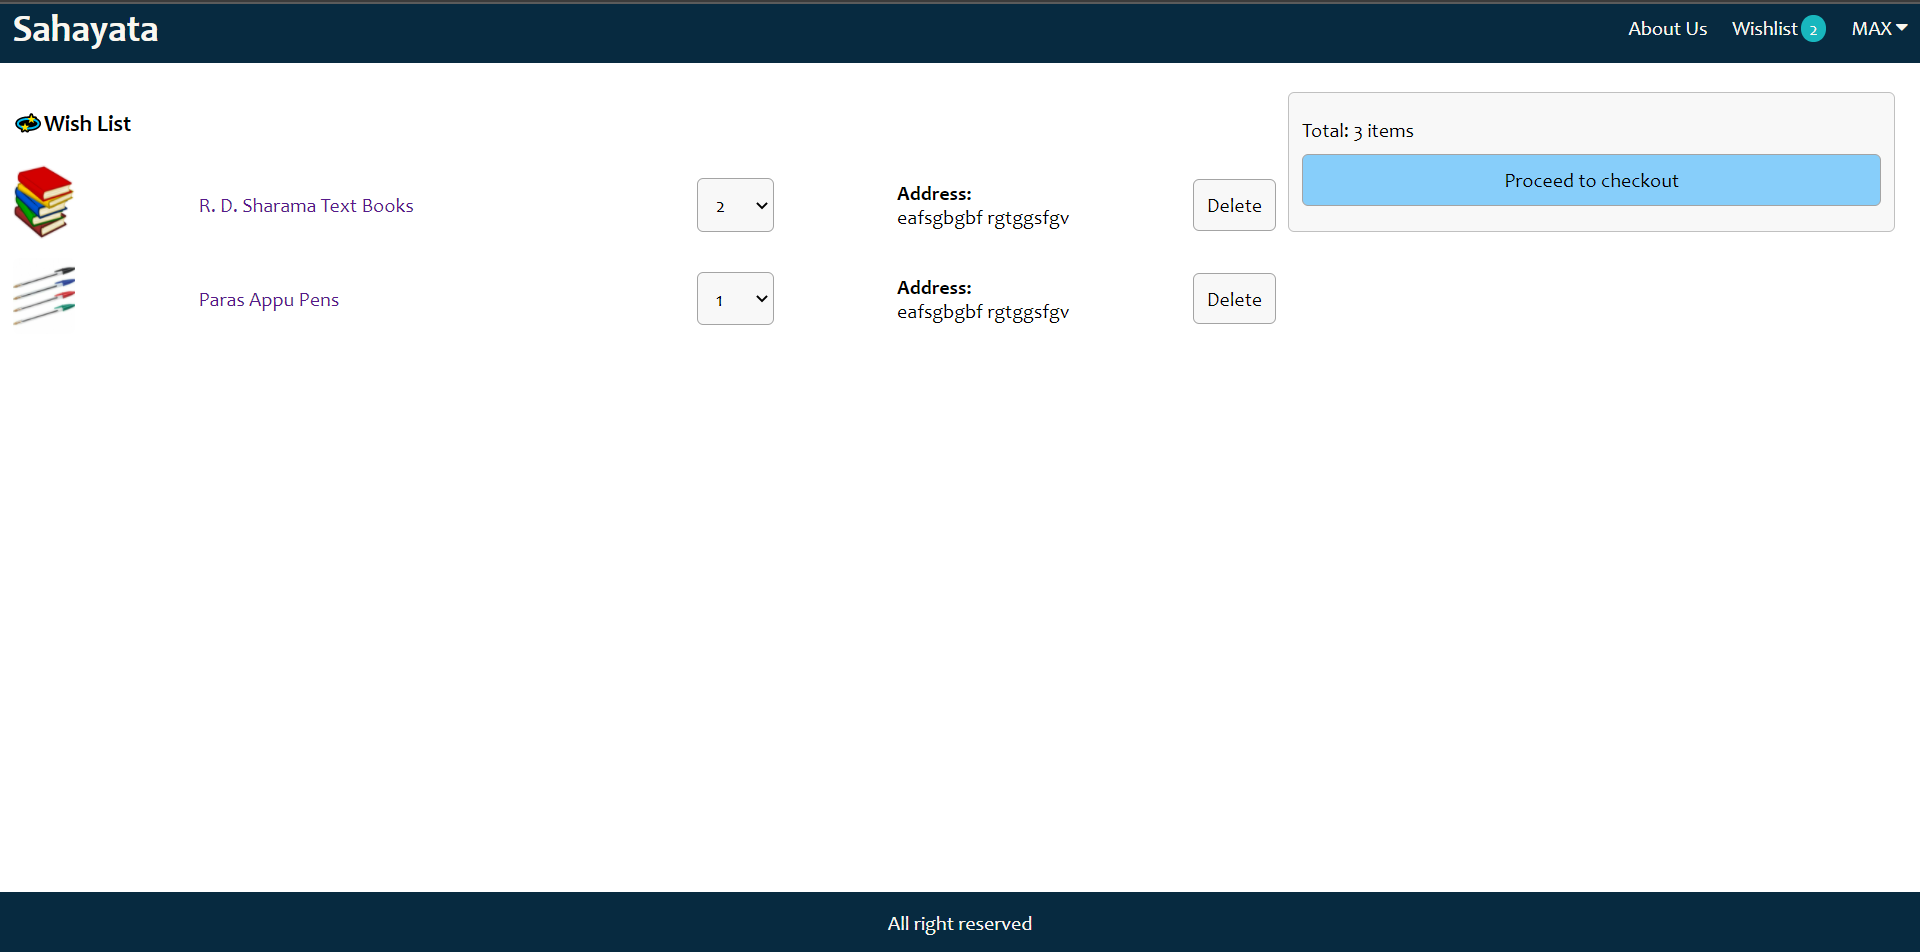 Sahayata
About Us Wishlist 2 MAX
Wish List
R. D. Sharama Text Books
2
Address:
eafsgbgbf rgtggsfgv
Delete
Paras Appu Pens
1
Address:
eafsgbgbf rgtggsfgv
Delete
Total: 3 items
Proceed to checkout
All right reserved